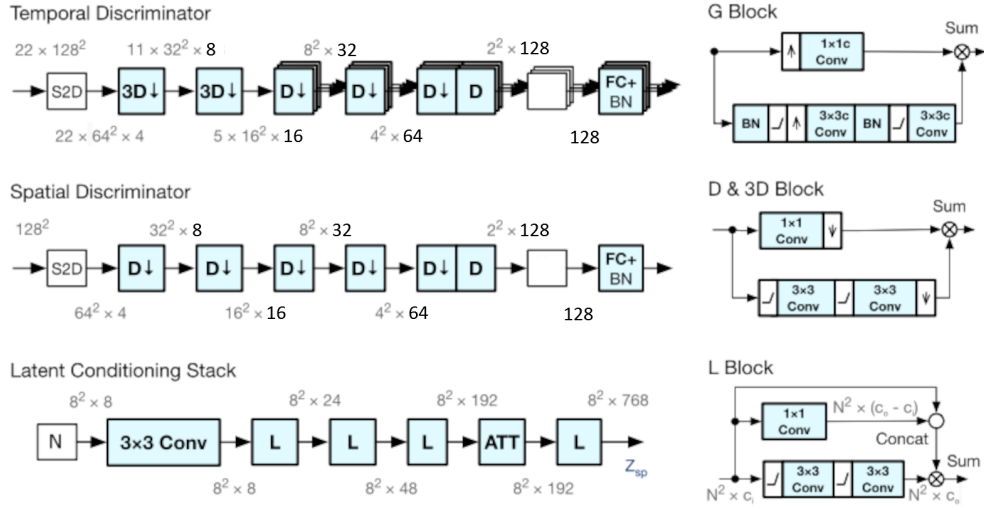 Temporal Discriminator
22 × 128² 11 × 32² × 8 8² × 32 2² × 128
S2D 3D↓ 3D↓ D↓ D↓ D↓ D FC+ BN
22 × 64² × 4 5 × 16² × 16 4² × 64 128
Spatial Discriminator
128² 32² × 8 8² × 32 2² × 128
S2D D↓ D↓ D↓ D↓ D↓ D FC+ BN
64² × 4 16² × 16 4² × 64 128
Latent Conditioning Stack
8² × 8 8² × 24 8² × 192 8² × 768
N 3×3 Conv L L L ATT L
Z_sp
8² × 8 8² × 48 8² × 192
G Block
Sum
1×1c Conv
BN 3×3c Conv BN 3×3c Conv
D & 3D Block
Sum
1×1 Conv
3×3 Conv 3×3 Conv
L Block
1×1 Conv N² × (cₒ - cᵢ)
Concat
Sum
3×3 Conv 3×3 Conv
N² × cᵢ N² × cₒ